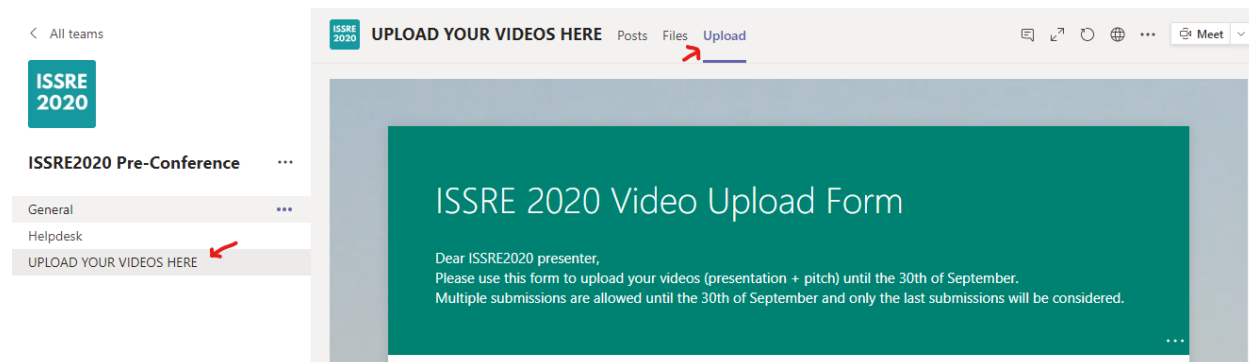 All teams
ISSRE
2020
ISSRE2020 Pre-Conference
General
Helpdesk
UPLOAD YOUR VIDEOS HERE
ISSRE
2020
UPLOAD YOUR VIDEOS HERE Posts Files Upload
Meet
ISSRE 2020 Video Upload Form
Dear ISSRE2020 presenter,
Please use this form to upload your videos (presentation + pitch) until the 30th of September.
Multiple submissions are allowed until the 30th of September and only the last submissions will be considered.